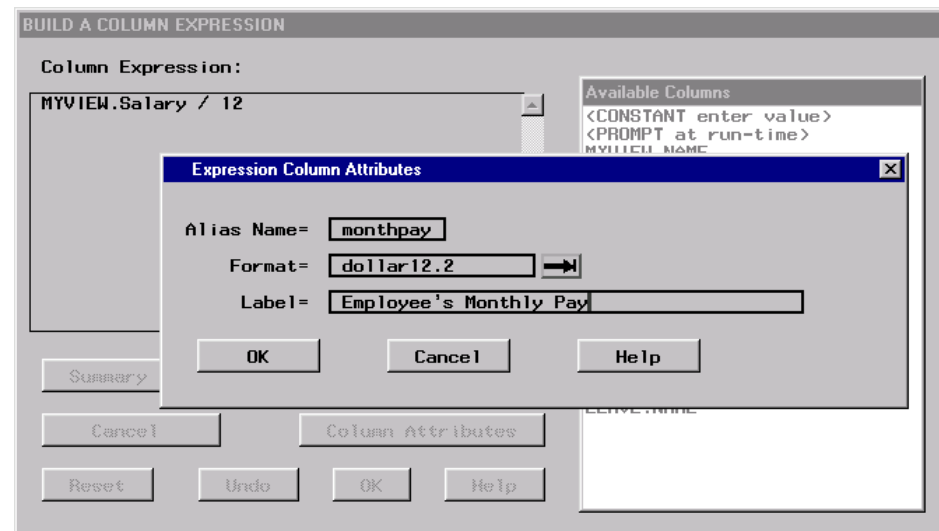 BUILD A COLUMN EXPRESSION
Column Expression:
MYVIEW.Salary / 12
Available Columns
<CONSTANT enter value>
<PROMPT at run-time>
MYVIEW.NAME
Expression Column Attributes
Alias Name= monthpay
Format= dollar12.2
Label= Employee's Monthly Pay
OK Cancel Help
Summary
Cancel Column Attributes
Reset Undo OK Help